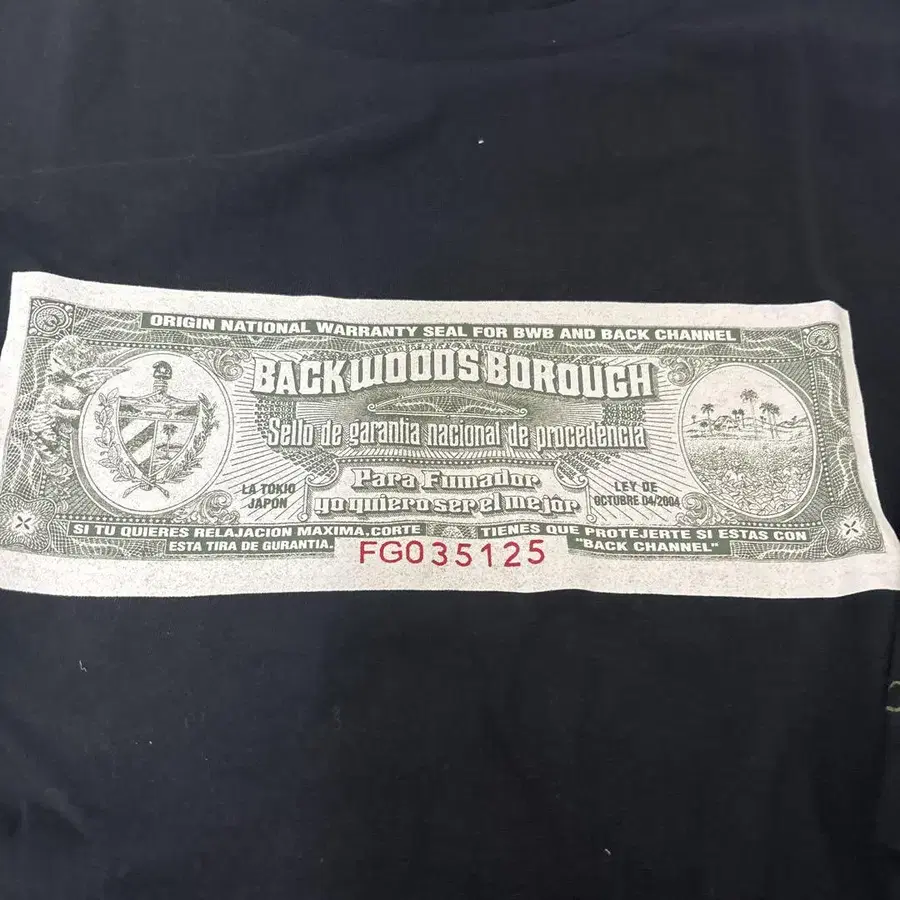 ORIGIN NATIONAL WARRANTY SEAL FOR BWB AND BACK CHANNEL
BACKWOODS BOROUGH
Sello de garantia nacional de procedencia
Para Fumador
yo quiero ser el mejor
LA TOKIO
JAPON
LEY DE
OCTUBRE 04/2004
SI TU QUIERES RELAJACION MAXIMA.CORTE
ESTA TIRA DE GURANTIA.
TIENES QUE PROTEJERTE SI ESTAS CON
"BACK CHANNEL"
FG035125